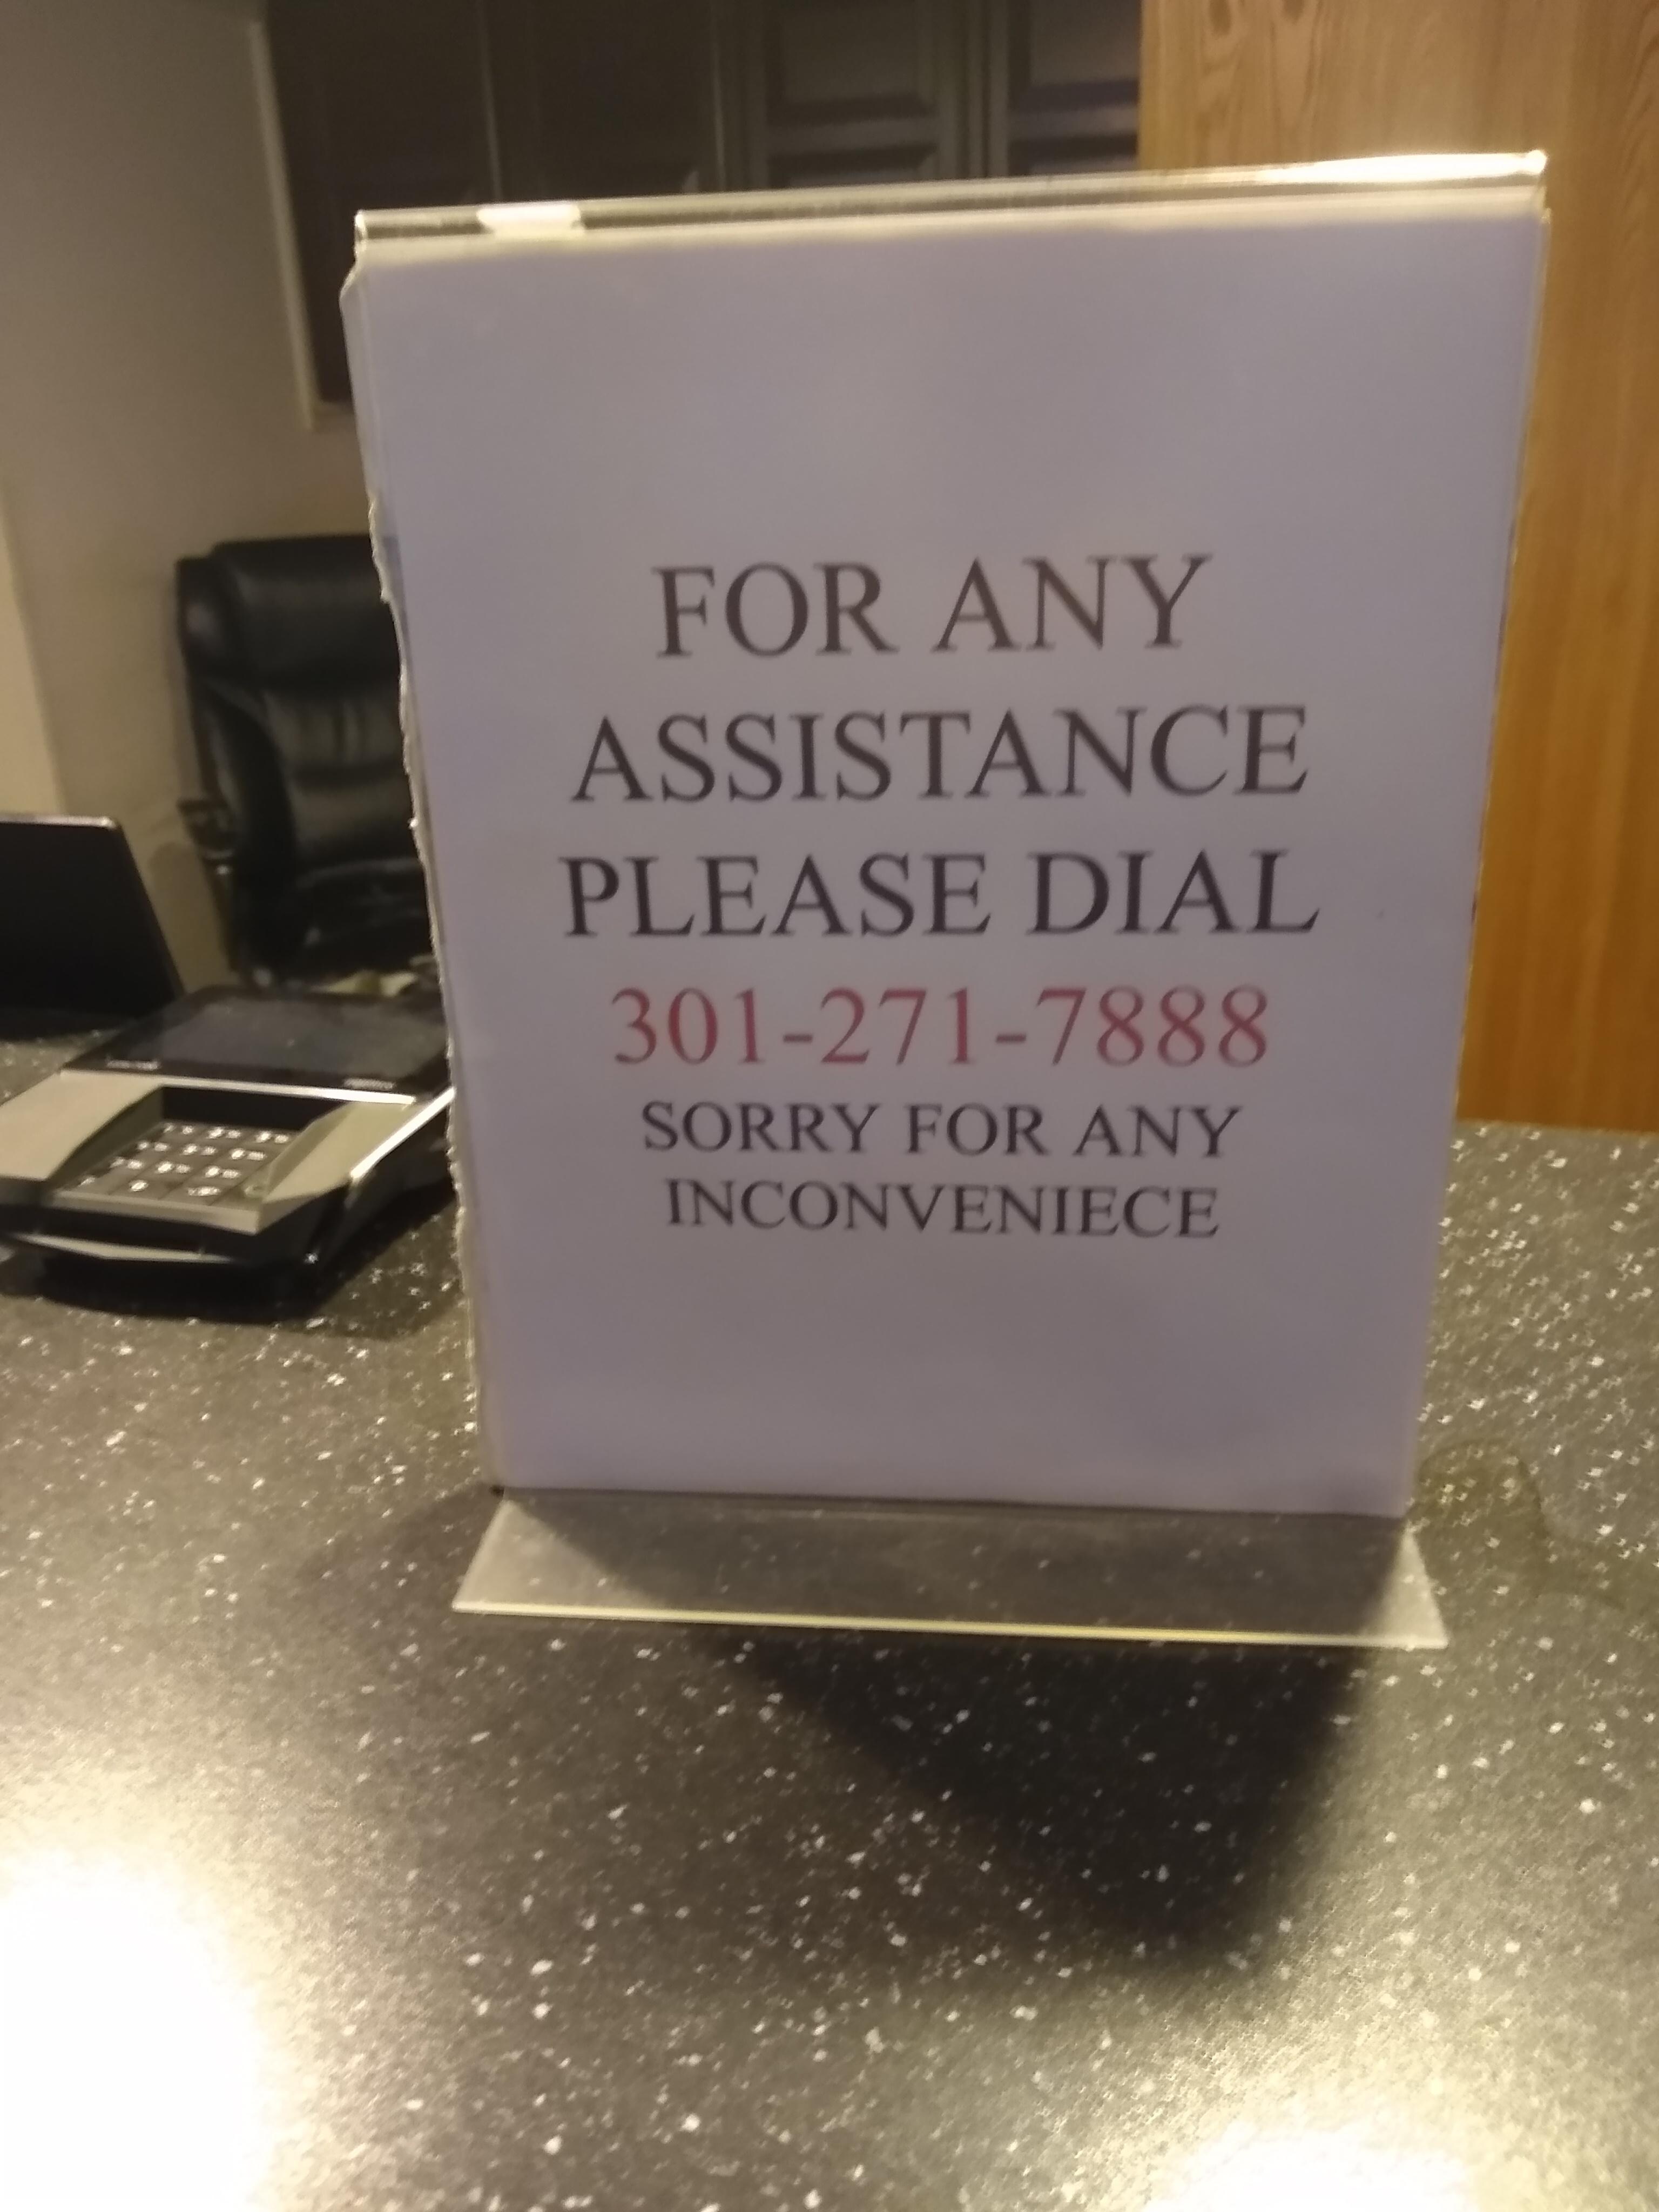 FOR ANY
ASSISTANCE
PLEASE DIAL
301-271-7888
SORRY FOR ANY
INCONVENIECE